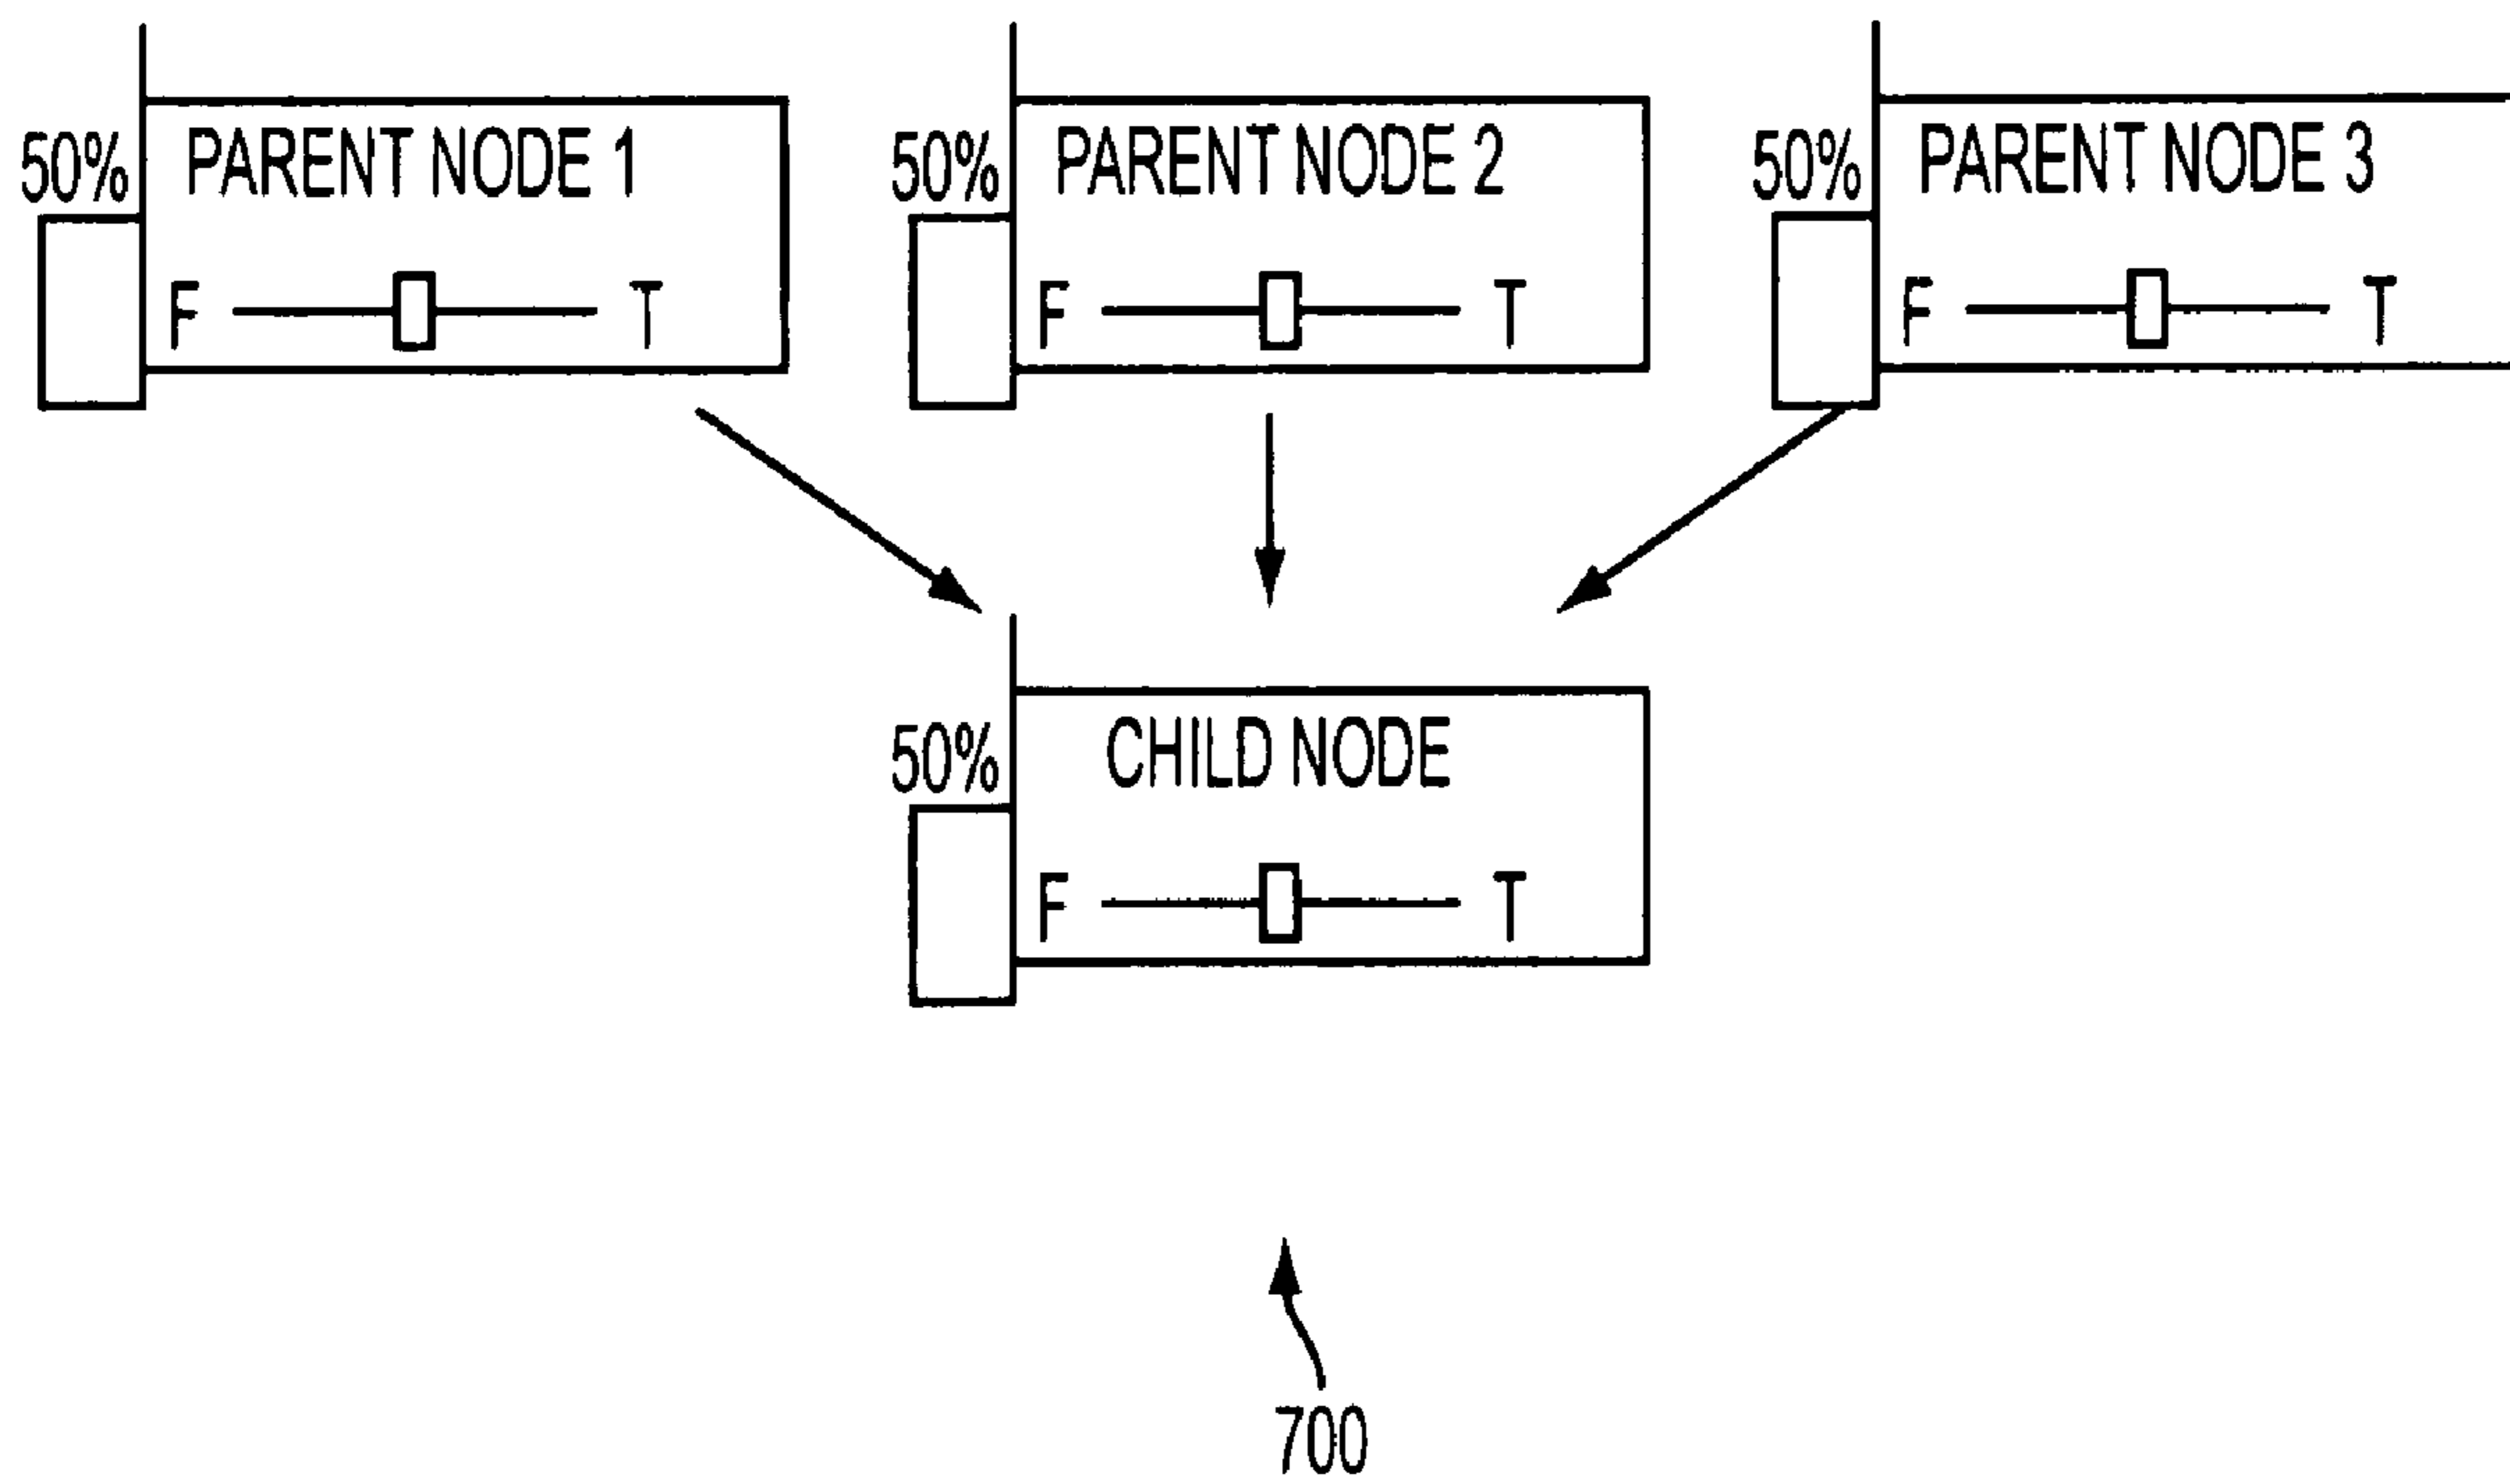 50% PARENT NODE 1
F T
50% PARENT NODE 2
F T
50% PARENT NODE 3
F T
50% CHILD NODE
F T
700